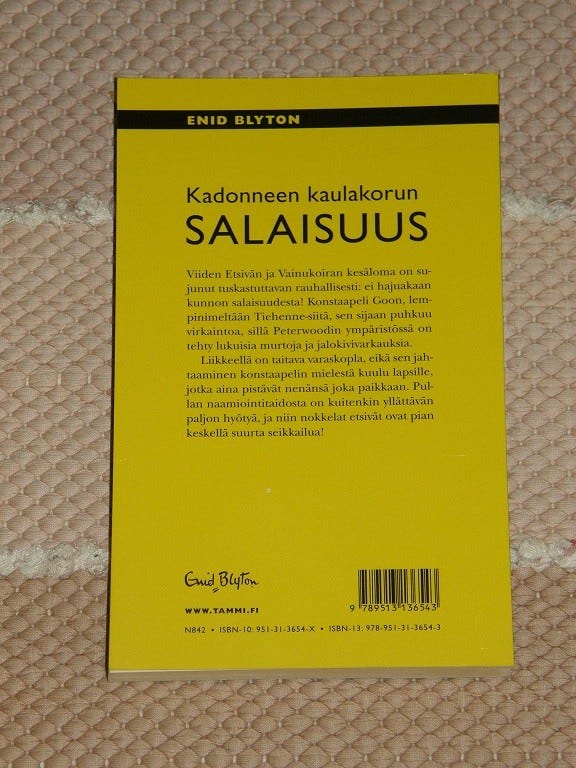 ENID BLYTON
Kadonneen kaulakorun
SALAISUUS
Viiden Etsivän ja Vainukoiran kesäloma on su-
junut tuskastuttavan rauhallisesti: ei hajuakaan
kunnon salaisuudesta! Konstaapeli Goon, lem-
pinimeltään Tiehenne-siitä, sen sijaan puhkuu
virkaintoa, sillä Peterwoodin ympäristössä on
tehty lukuisia murtoja ja jalokivivarkauksia.
Liikkeellä on taitava varaskopla, eikä sen jah-
taaminen konstaapelin mielestä kuulu lapsille,
jotka aina pistävät nenänsä joka paikkaan. Pul-
lan naamiointitaidosta on kuitenkin yllättävän
paljon hyötyä, ja niin nokkelat etsivät ovat pian
keskellä suurta seikkailua!
Enid Blyton
WWW.TAMMI.FI
9 789513 136543
N842 • ISBN-10: 951-31-3654-X • ISBN-13: 978-951-31-3654-3